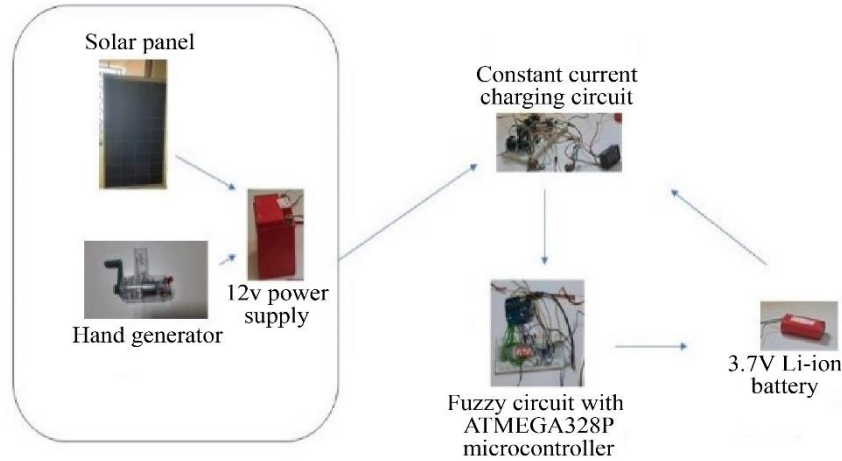 Solar panel
Hand generator
12v power
supply
Constant current
charging circuit
Fuzzy circuit with
ATMEGA328P
microcontroller
3.7V Li-ion
battery